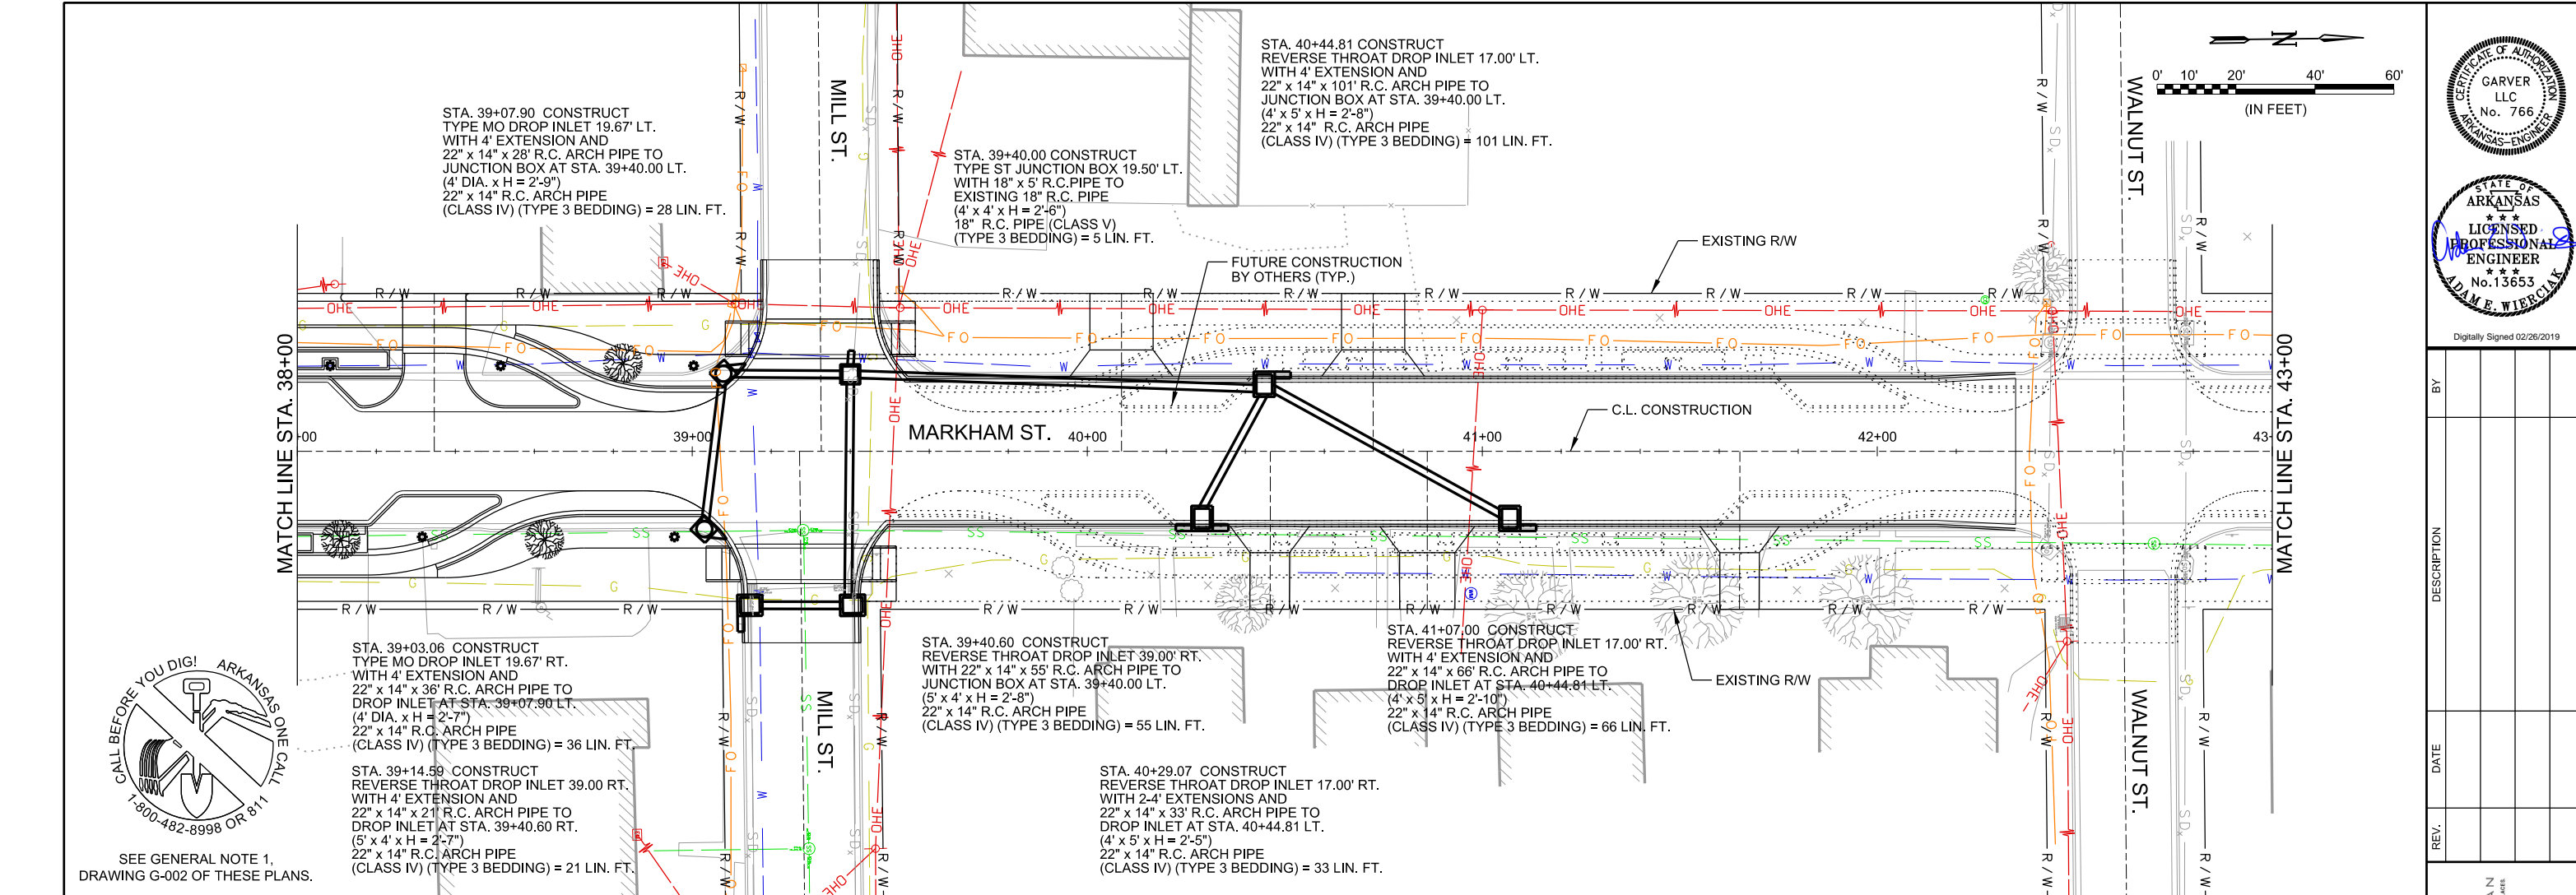 STA. 39+07.90 CONSTRUCT
TYPE MO DROP INLET 19.67' LT.
WITH 4' EXTENSION AND
22" x 14" x 28' R.C. ARCH PIPE TO
JUNCTION BOX AT STA. 39+40.00 LT.
(4' DIA. x H = 2'-9")
22" x 14" R.C. ARCH PIPE
(CLASS IV) (TYPE 3 BEDDING) = 28 LIN. FT.
MILL ST.
STA. 39+40.00 CONSTRUCT
TYPE ST JUNCTION BOX 19.50' LT.
WITH 18" x 5' R.C.PIPE TO
EXISTING 18" R.C. PIPE
(4' x 4' x H = 2'-6")
18" R.C. PIPE (CLASS V)
(TYPE 3 BEDDING) = 5 LIN. FT.
STA. 40+44.81 CONSTRUCT
REVERSE THROAT DROP INLET 17.00' LT.
WITH 4' EXTENSION AND
22" x 14" x 101' R.C. ARCH PIPE TO
JUNCTION BOX AT STA. 39+40.00 LT.
(4' x 5' x H = 2'-8")
22" x 14" R.C. ARCH PIPE
(CLASS IV) (TYPE 3 BEDDING) = 101 LIN. FT.
WALNUT ST.
N
0' 10' 20' 40' 60'
(IN FEET)
EXISTING R/W
FUTURE CONSTRUCTION
BY OTHERS (TYP.)
C.L. CONSTRUCTION
MATCH LINE STA. 38+00
+00
39+00
MARKHAM ST.
40+00
41+00
42+00
43+
MATCH LINE STA. 43+00
STA. 39+03.06 CONSTRUCT
TYPE MO DROP INLET 19.67' RT.
WITH 4' EXTENSION AND
22" x 14" x 36' R.C. ARCH PIPE TO
DROP INLET AT STA. 39+07.90 LT.
(4' DIA. x H = 2'-7")
22" x 14" R.C. ARCH PIPE
(CLASS IV) (TYPE 3 BEDDING) = 36 LIN. FT.
STA. 39+14.59 CONSTRUCT
REVERSE THROAT DROP INLET 39.00 RT.
WITH 4' EXTENSION AND
22" x 14" x 21' R.C. ARCH PIPE TO
DROP INLET AT STA. 39+40.60 RT.
(5' x 4' x H = 2'-7")
22" x 14" R.C. ARCH PIPE
(CLASS IV) (TYPE 3 BEDDING) = 21 LIN. FT.
MILL ST.
STA. 39+40.60 CONSTRUCT
REVERSE THROAT DROP INLET 39.00' RT.
WITH 22" x 14" x 55' R.C. ARCH PIPE TO
JUNCTION BOX AT STA. 39+40.00 LT.
(5' x 4' x H = 2'-8")
22" x 14" R.C. ARCH PIPE
(CLASS IV) (TYPE 3 BEDDING) = 55 LIN. FT.
STA. 40+29.07 CONSTRUCT
REVERSE THROAT DROP INLET 17.00' RT.
WITH 2-4' EXTENSIONS AND
22" x 14" x 33' R.C. ARCH PIPE TO
DROP INLET AT STA. 40+44.81 LT.
(4' x 5' x H = 2'-5")
22" x 14" R.C. ARCH PIPE
(CLASS IV) (TYPE 3 BEDDING) = 33 LIN. FT.
STA. 41+07.00 CONSTRUCT
REVERSE THROAT DROP INLET 17.00' RT.
WITH 4' EXTENSION AND
22" x 14" x 66' R.C. ARCH PIPE TO
DROP INLET AT STA. 40+44.81 LT.
(4' x 5' x H = 2'-10")
22" x 14" R.C. ARCH PIPE
(CLASS IV) (TYPE 3 BEDDING) = 66 LIN. FT.
EXISTING R/W
WALNUT ST.
CALL BEFORE YOU DIG! ARKANSAS ONE CALL
1-800-482-8998 OR 811
SEE GENERAL NOTE 1,
DRAWING G-002 OF THESE PLANS.
CERTIFICATE OF AUTHORIZATION
GARVER
LLC
No. 766
ARKANSAS-ENGINEER
STATE OF
ARKANSAS
LICENSED
PROFESSIONAL
ENGINEER
No.13653
ADAM E. WIERCIAK
Digitally Signed 02/26/2019
BY
DESCRIPTION
DATE
REV.